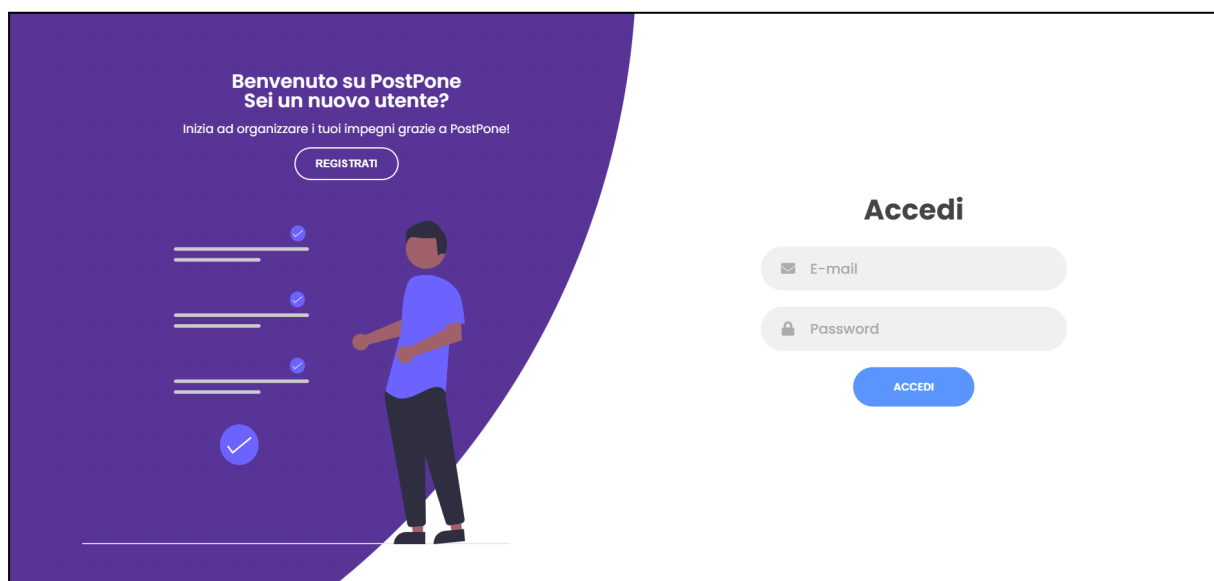 Benvenuto su PostPone
Sei un nuovo utente?
Inizia ad organizzare i tuoi impegni grazie a PostPone!
REGISTRATI
Accedi
E-mail
Password
ACCEDI